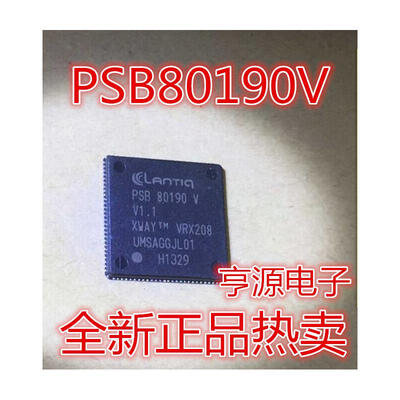 PSB80190V
LANTIQ
PSB 80190 V
V1.1
XWAY™ VRX208
UMSAGGJL01
H1329
亨源电子
全新正品热卖